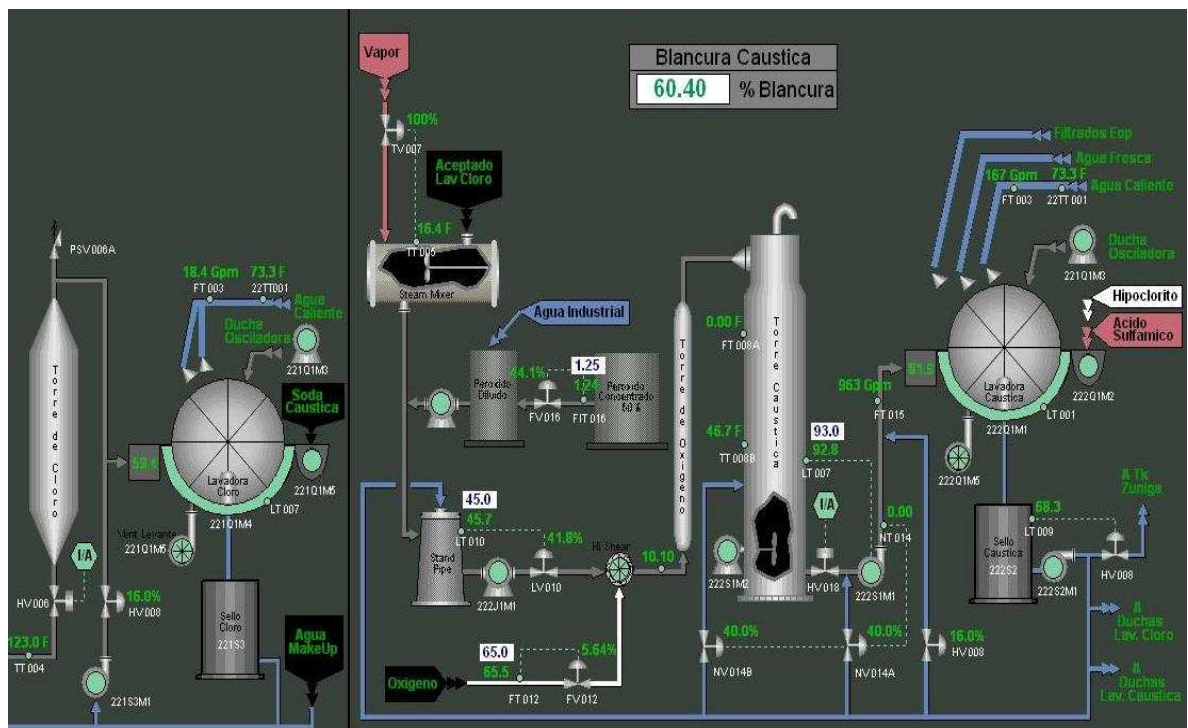 Blancura Caustica
60.40 % Blancura
Vapor
100%
TV007
Aceptado
Lav Cloro
16.4 F
TT 005
Steam Mixer
Filtrados Eop
Agua Fresca
167 Gpm 73.3 F
Agua Caliente
FT 003 22TT 001
Ducha
Osciladora
221Q1M3
Hipoclorito
Acido
Sulfamico
222Q1M2
Lavadora
Caustica
LT 001
222Q1M1
221Q1M5
963 Gpm
FT 015
PSV006A
18.4 Gpm 73.3 F
FT 003 22TT001
Agua
Caliente
Ducha
Osciladora
221Q1M3
Soda
Caustica
221Q1M5
Torre de Cloro
59.4
Lavadora
Cloro
LT 007
221Q1M4
Vent. Levante
221Q1M6
I/A
HV006
16.0%
HV008
123.0 F
TT 004
221S3M1
Sello
Cloro
221S3
Agua
MakeUp
Agua Industrial
Peroxido
Diluido
44.1%
FV016
1.25
1.24
FIT016
Peroxido
Concentrado
50 %
Torre de Oxigeno
0.00 F
FT 008A
46.7 F
TT 008B
Torre Caustica
93.0
92.8
LT 007
I/A
HV018
222S1M2
222S1M1
0.00
NT 014
45.0
45.7
LT 010
Stand
Pipe
222J1M1
41.8%
LV010
Hi Shear
10.10
65.0
65.5
FT 012
5.64%
FV012
Oxigeno
40.0%
NV014B
40.0%
NV014A
16.0%
HV008
Sello
Caustica
222S2
68.3
LT 009
222S2M1
HV008
A Tk
Zuniga
A
Duchas
Lav. Cloro
A
Duchas
Lav. Caustica